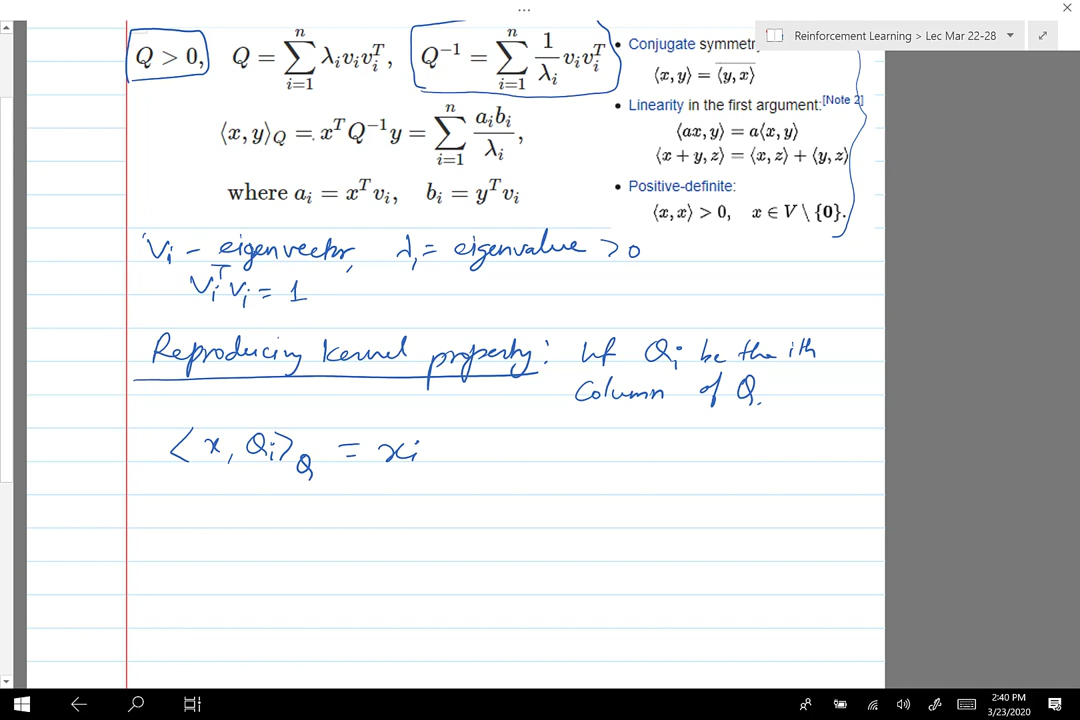 Reinforcement Learning > Lec Mar 22-28
Q > 0, Q = ∑_{i=1}^{n} λ_i v_i v_i^T, Q^{-1} = ∑_{i=1}^{n} \frac{1}{λ_i} v_i v_i^T
⟨x, y⟩_Q = x^T Q^{-1} y = ∑_{i=1}^{n} \frac{a_i b_i}{λ_i},
where a_i = x^T v_i, b_i = y^T v_i
• Conjugate symmetr
⟨x, y⟩ = \overline{⟨y, x⟩}
• Linearity in the first argument:[Note 2]
⟨ax, y⟩ = a⟨x, y⟩
⟨x + y, z⟩ = ⟨x, z⟩ + ⟨y, z⟩
• Positive-definite:
⟨x, x⟩ > 0, x ∈ V \ {0}.
v_i - eigenvector, λ_i = eigenvalue > 0
v_i^T v_i = 1
Reproducing kernel property: Let Q_i be the ith
column of Q.
⟨x, Q_i⟩_Q = x_i
2:40 PM
3/23/2020